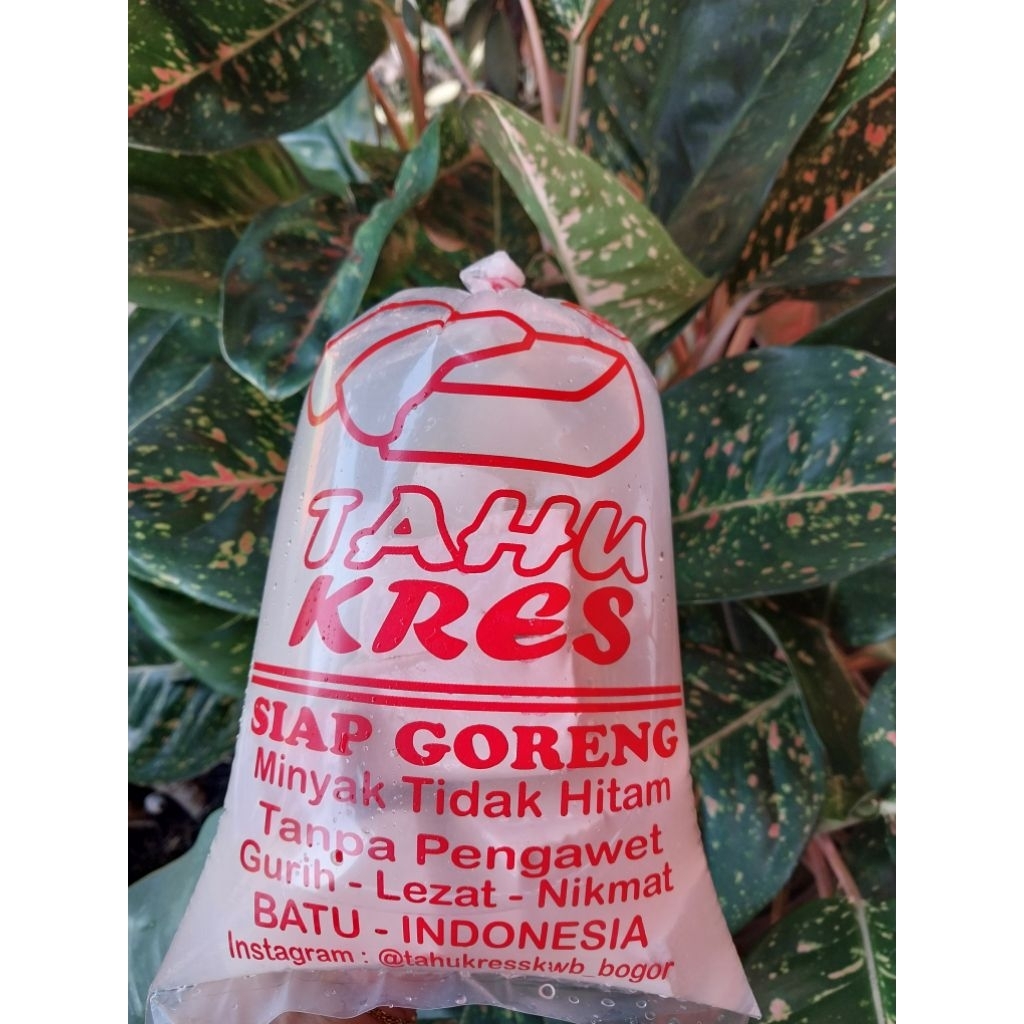 TAHU
KRES
SIAP GORENG
Minyak Tidak Hitam
Tanpa Pengawet
Gurih - Lezat - Nikmat
BATU - INDONESIA
Instagram : @tahukresskwb_bogor